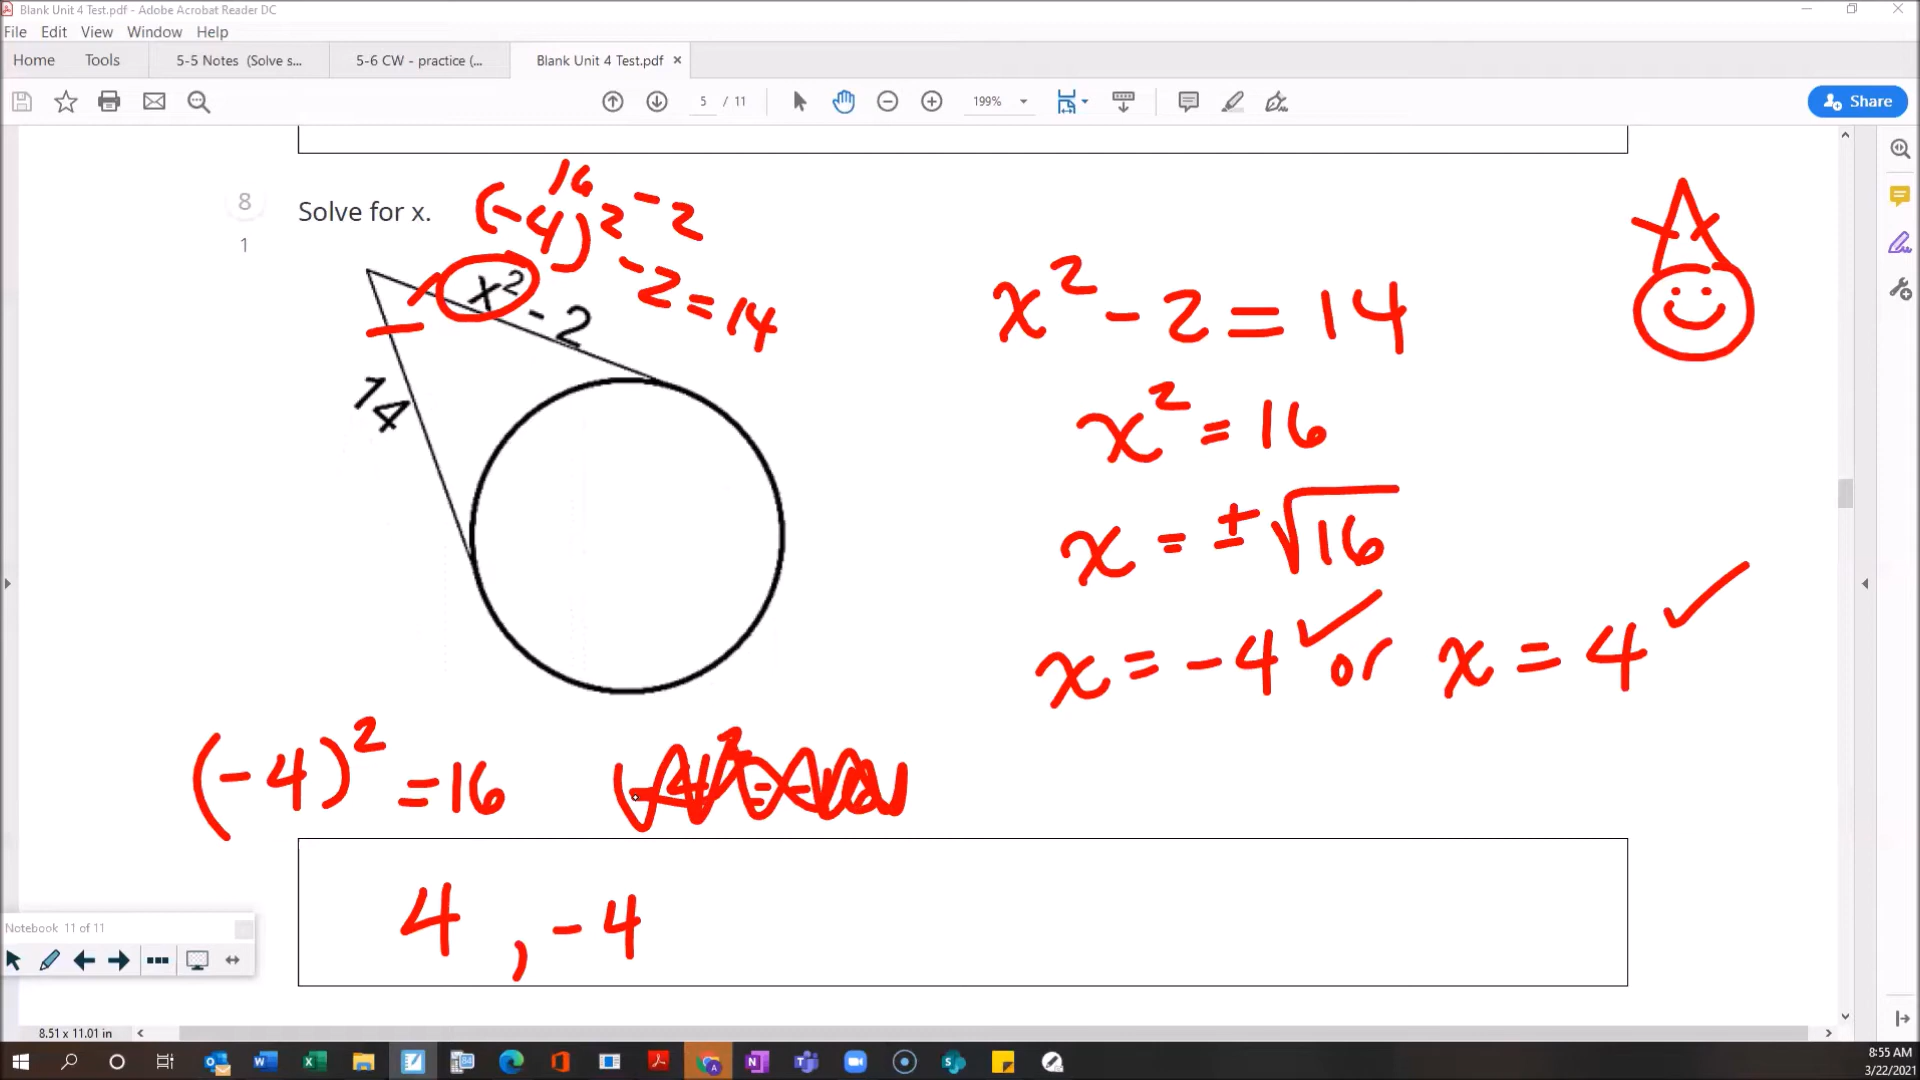 Blank Unit 4 Test.pdf - Adobe Acrobat Reader DC
File Edit View Window Help
Home Tools 5-5 Notes (Solve s... 5-6 CW - practice (... Blank Unit 4 Test.pdf ×
5 / 11 199% Share
8 Solve for x.
1
16
(-4)2 -2
-2 = 14
x² - 2
14
x² - 2 = 14
x² = 16
x = ± √16
x = -4 ✓ or x = 4 ✓
(-4)² = 16
4 , -4
Notebook 11 of 11
8.51 x 11.01 in
8:55 AM
3/22/2021